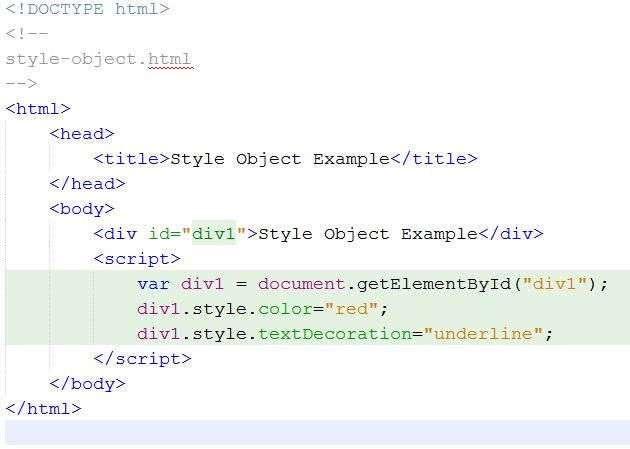 <!DOCTYPE html>
<!--
style-object.html
-->
<html>
    <head>
        <title>Style Object Example</title>
    </head>
    <body>
        <div id="div1">Style Object Example</div>
        <script>
            var div1 = document.getElementById("div1");
            div1.style.color="red";
            div1.style.textDecoration="underline";
        </script>
    </body>
</html>